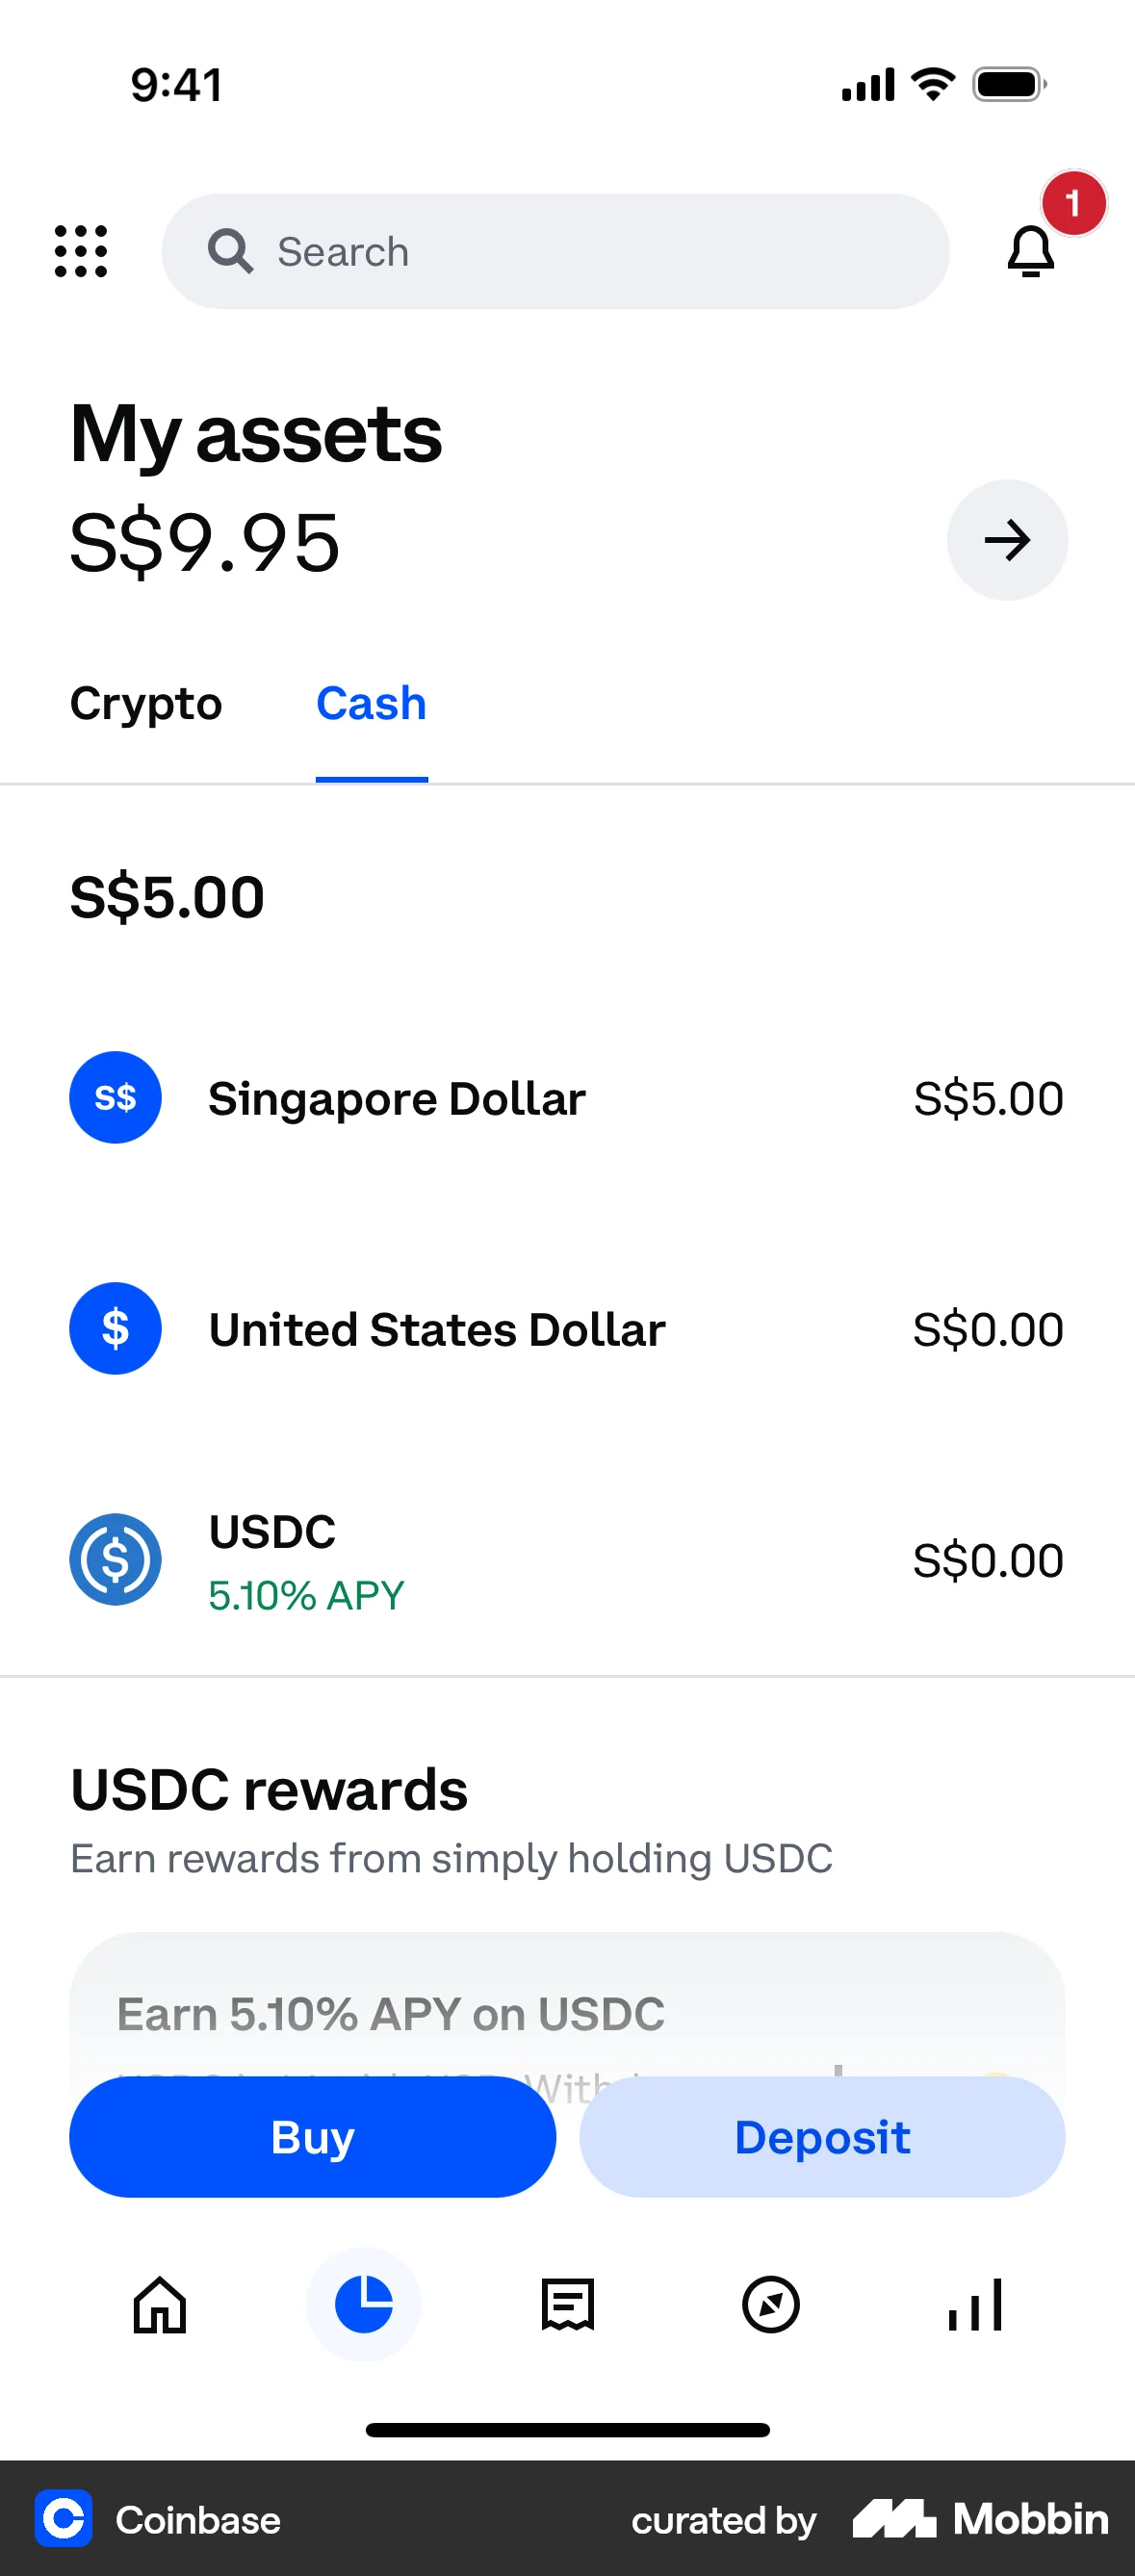 9:41
1
Search
My assets
S$9.95
Crypto Cash
S$5.00
S$ Singapore Dollar S$5.00
$ United States Dollar S$0.00
USDC
5.10% APY
S$0.00
USDC rewards
Earn rewards from simply holding USDC
Earn 5.10% APY on USDC
Buy Deposit
Coinbase curated by Mobbin